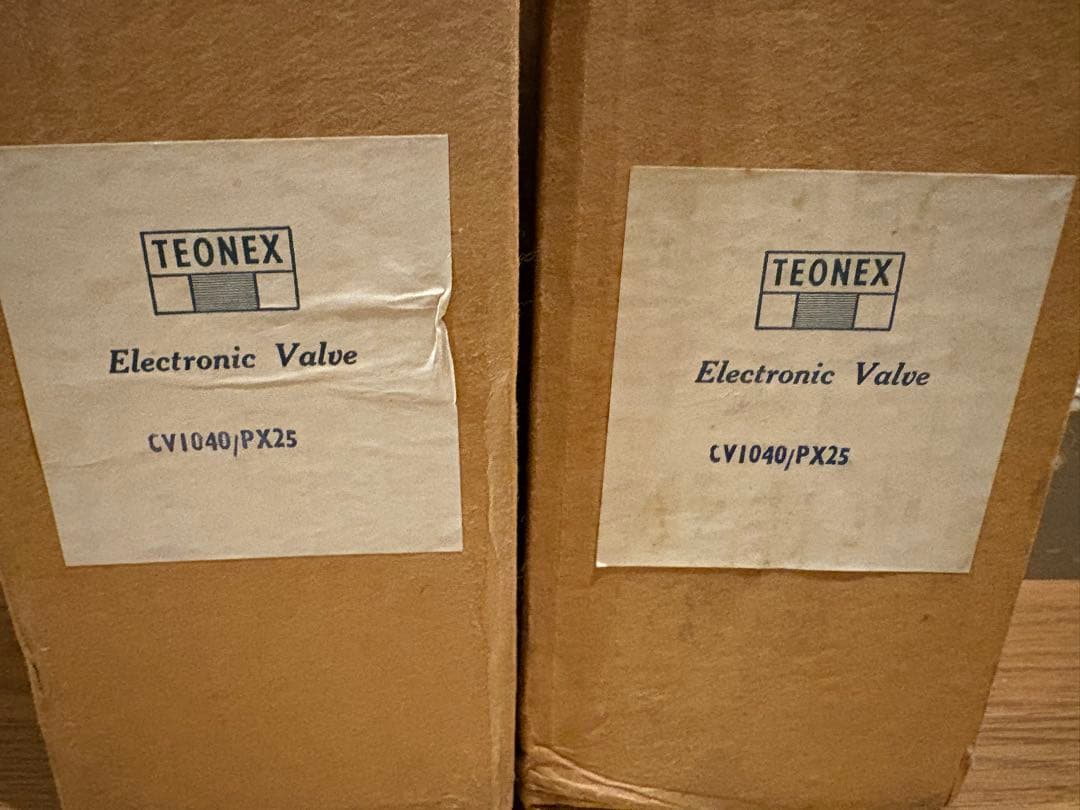 TEONEX
Electronic Valve
CV1040/PX25
TEONEX
Electronic Valve
CV1040/PX25